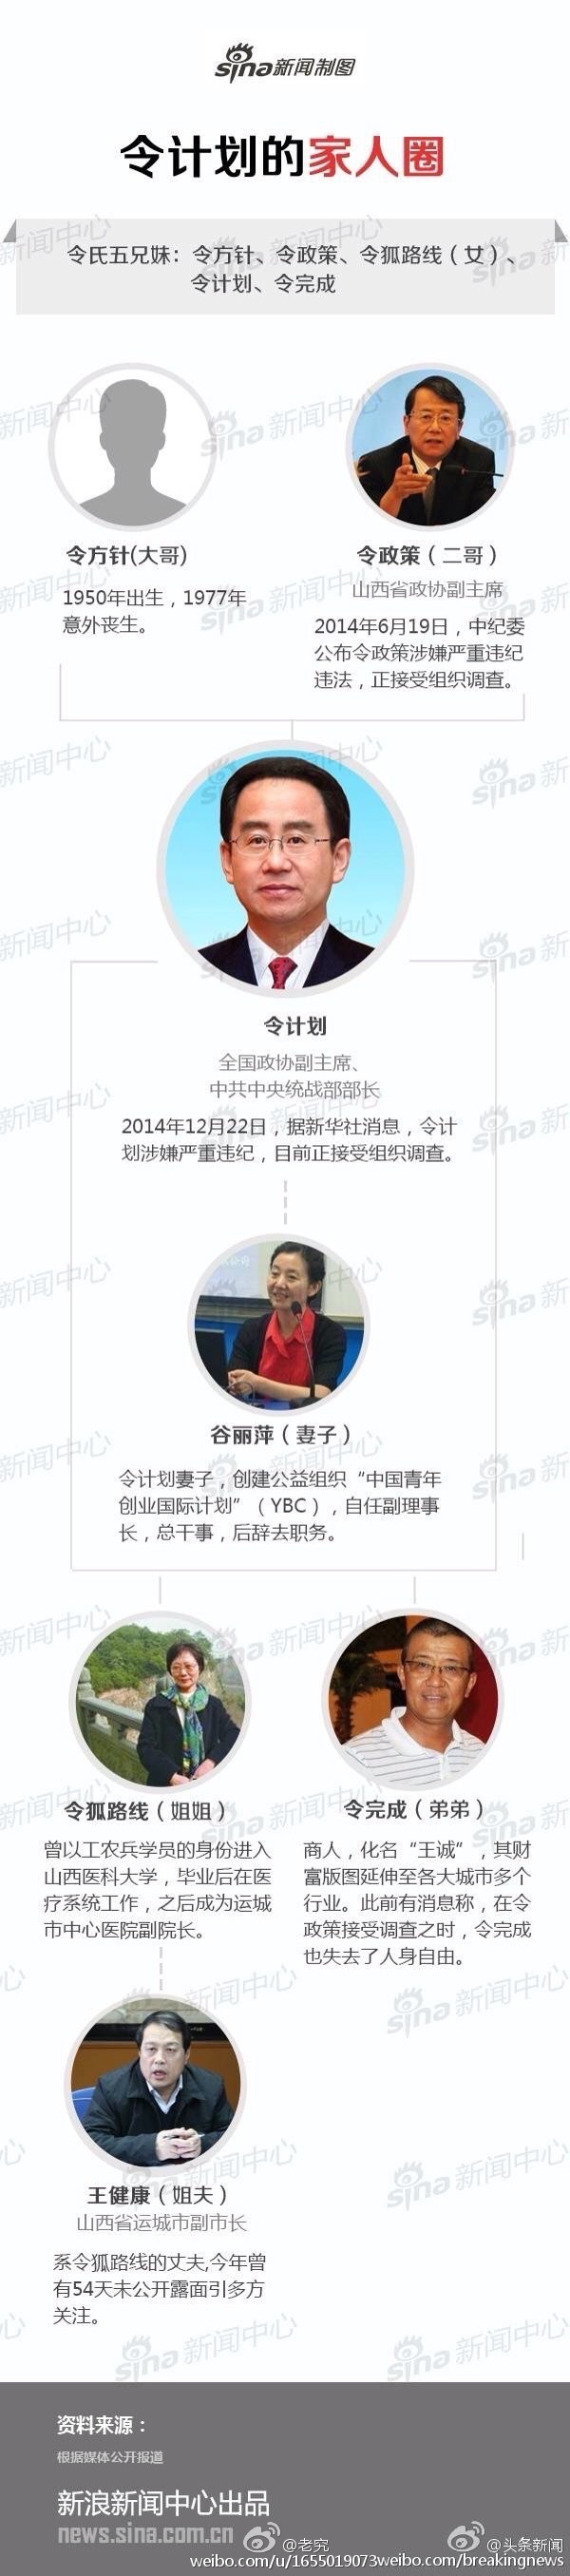 sina新闻制图
令计划的家人圈
令氏五兄妹：令方针、令政策、令狐路线（女）、
令计划、令完成
令方针(大哥)
1950年出生，1977年
意外丧生。
令政策（二哥）
山西省政协副主席
2014年6月19日，中纪委
公布令政策涉嫌严重违纪
违法，正接受组织调查。
令计划
全国政协副主席、
中共中央统战部部长
2014年12月22日，据新华社消息，令计
划涉嫌严重违纪，目前正接受组织调查。
谷丽萍（妻子）
令计划妻子，创建公益组织“中国青年
创业国际计划”（YBC），自任副理事
长，总干事，后辞去职务。
令狐路线（姐姐）
曾以工农兵学员的身份进入
山西医科大学，毕业后在医
疗系统工作，之后成为运城
市中心医院副院长。
令完成（弟弟）
商人，化名“王诚”，其财
富版图延伸至各大城市多个
行业。此前有消息称，在令
政策接受调查之时，令完成
也失去了人身自由。
王健康（姐夫）
山西省运城市副市长
系令狐路线的丈夫,今年曾
有54天未公开露面引多方
关注。
资料来源：
根据媒体公开报道
新浪新闻中心出品
news.sina.com.cn
@老兖
@头条新闻
weibo.com/u/1655019073weibo.com/breakingnews
sina新闻中心